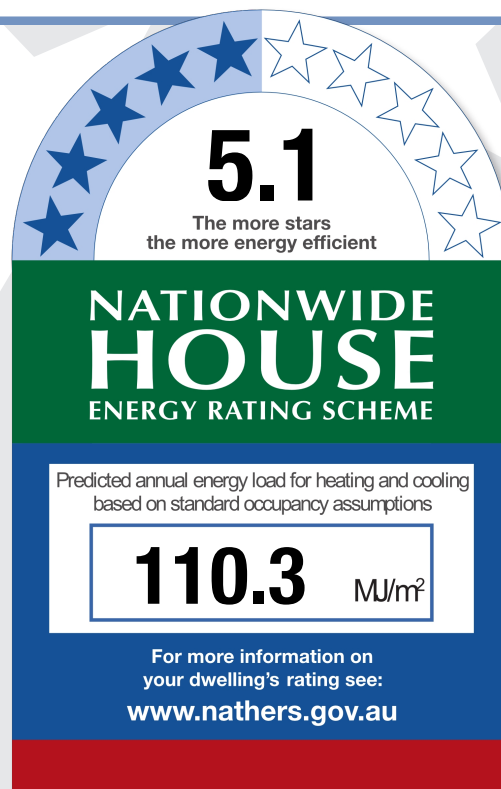 5.1
The more stars
the more energy efficient
NATIONWIDE
HOUSE
ENERGY RATING SCHEME
Predicted annual energy load for heating and cooling
based on standard occupancy assumptions
110.3 MJ/m²
For more information on
your dwelling's rating see:
www.nathers.gov.au